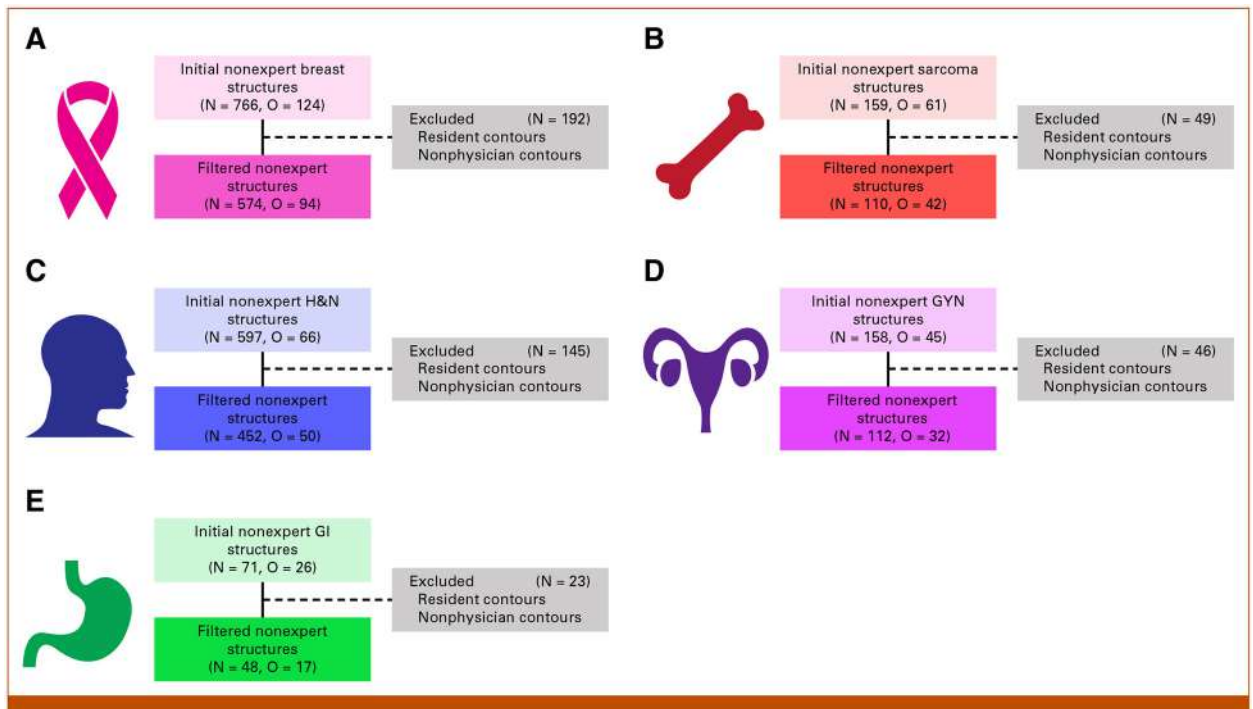 A
Initial nonexpert breast
structures
(N = 766, O = 124)
Excluded (N = 192)
Resident contours
Nonphysician contours
Filtered nonexpert
structures
(N = 574, O = 94)
B
Initial nonexpert sarcoma
structures
(N = 159, O = 61)
Excluded (N = 49)
Resident contours
Nonphysician contours
Filtered nonexpert
structures
(N = 110, O = 42)
C
Initial nonexpert H&N
structures
(N = 597, O = 66)
Excluded (N = 145)
Resident contours
Nonphysician contours
Filtered nonexpert
structures
(N = 452, O = 50)
D
Initial nonexpert GYN
structures
(N = 158, O = 45)
Excluded (N = 46)
Resident contours
Nonphysician contours
Filtered nonexpert
structures
(N = 112, O = 32)
E
Initial nonexpert GI
structures
(N = 71, O = 26)
Excluded (N = 23)
Resident contours
Nonphysician contours
Filtered nonexpert
structures
(N = 48, O = 17)